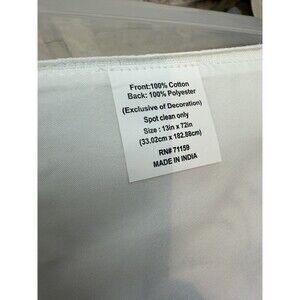 Front:100% Cotton
Back: 100% Polyester
(Exclusive of Decoration)
Spot clean only
Size : 13in x 72in
(33.02cm x 182.88cm)
RN# 71159
MADE IN INDIA